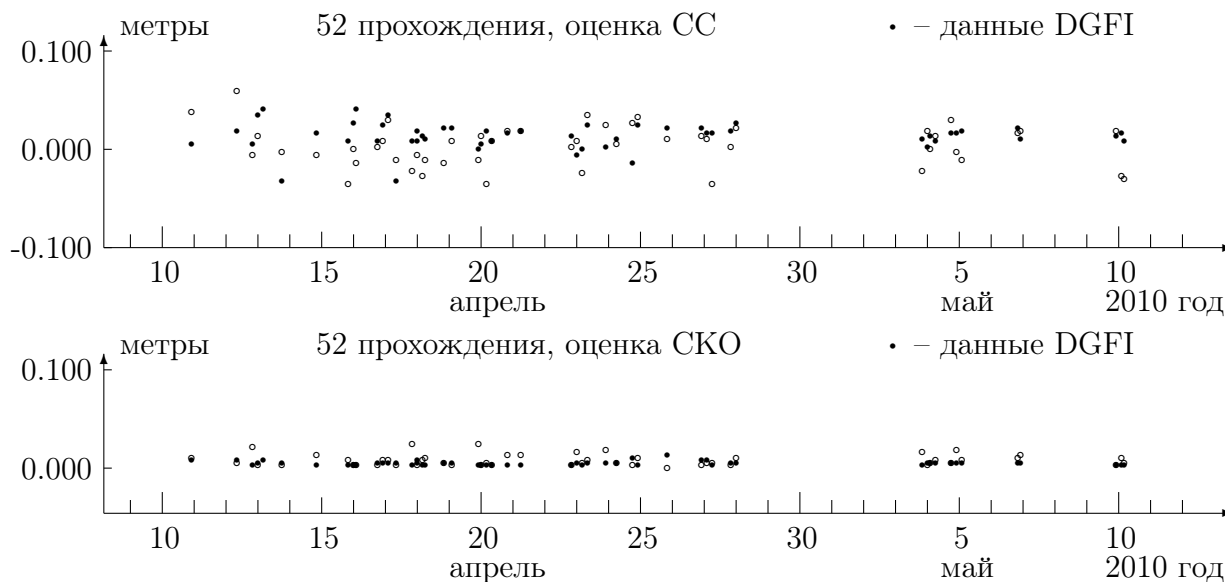 метры 52 прохождения, оценка СС • – данные DGFI
0.100
0.000
-0.100
10 15 20 25 30 5 10
апрель май 2010 год
метры 52 прохождения, оценка СКО • – данные DGFI
0.100
0.000
10 15 20 25 30 5 10
апрель май 2010 год